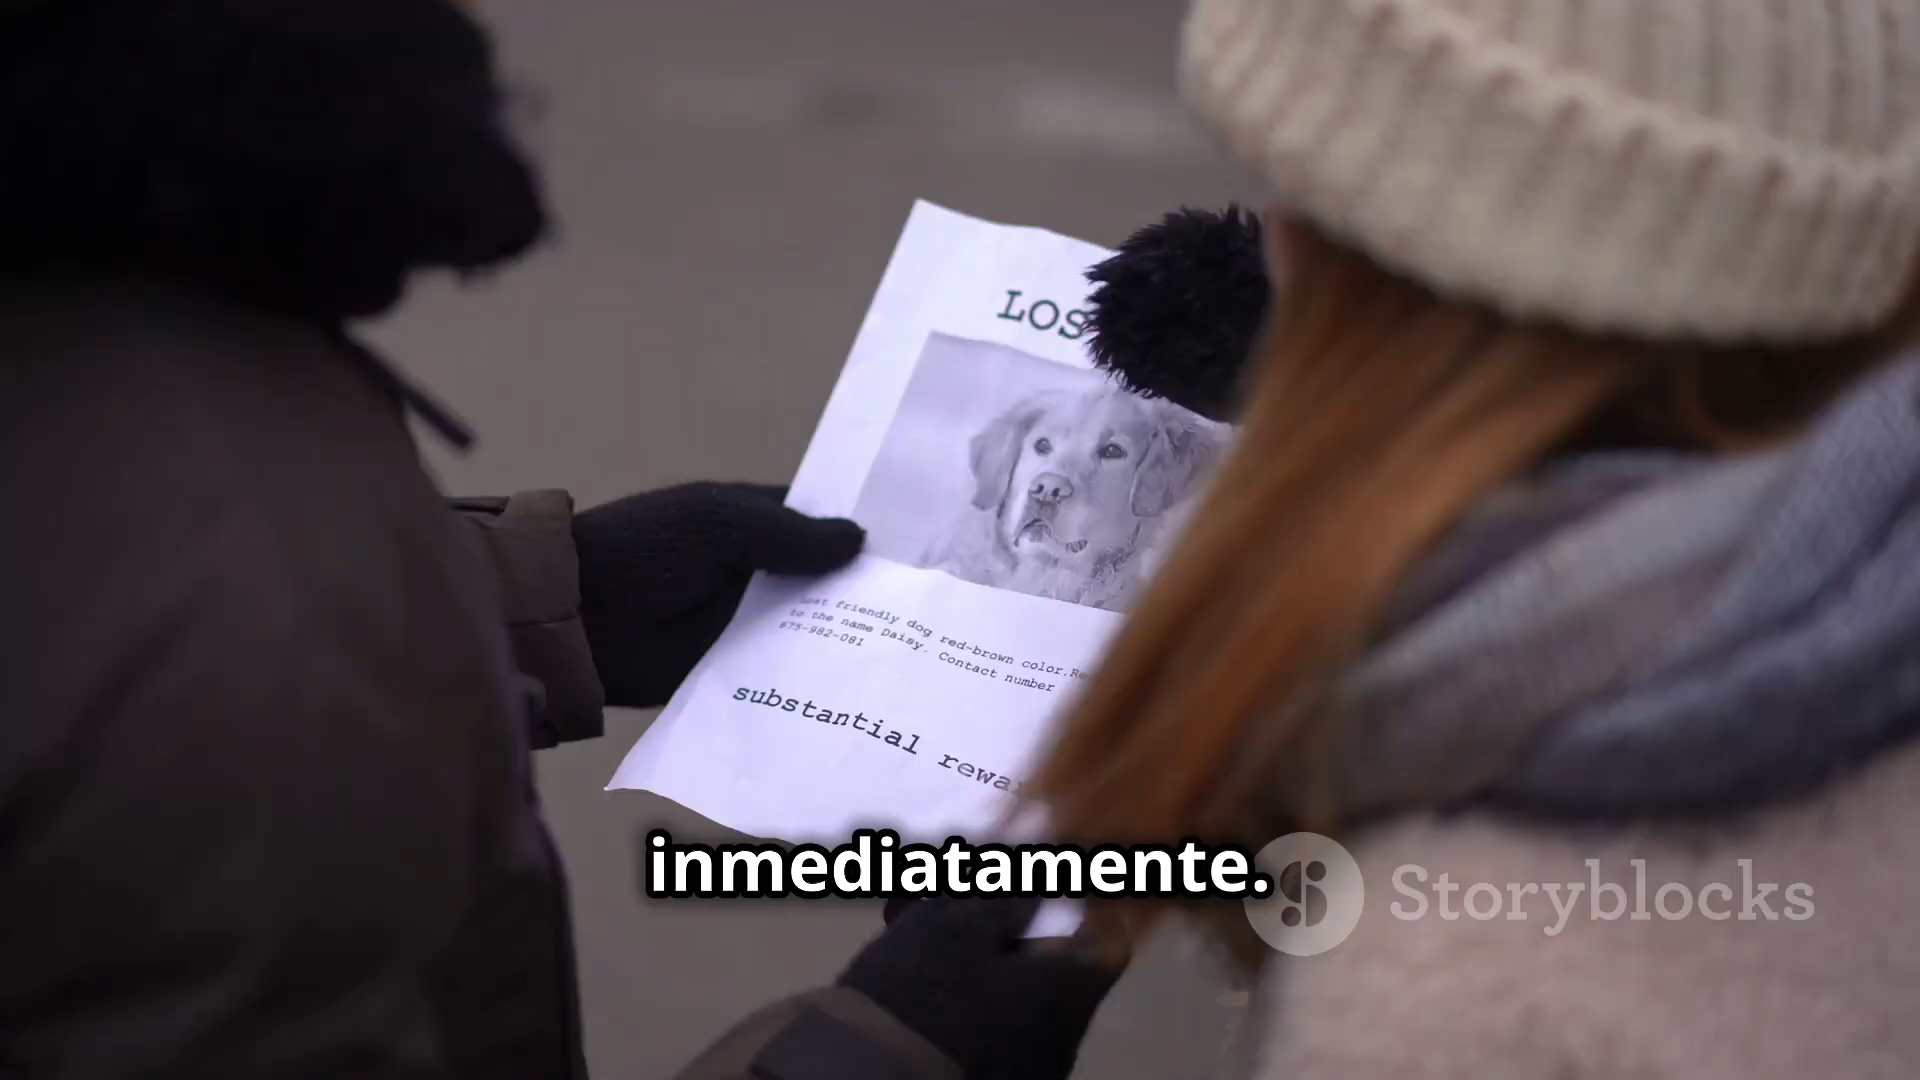 LOS
Lost friendly dog red-brown color.Re
to the name Daisy. Contact number
675-982-081
substantial rewa
inmediatamente.
Storyblocks